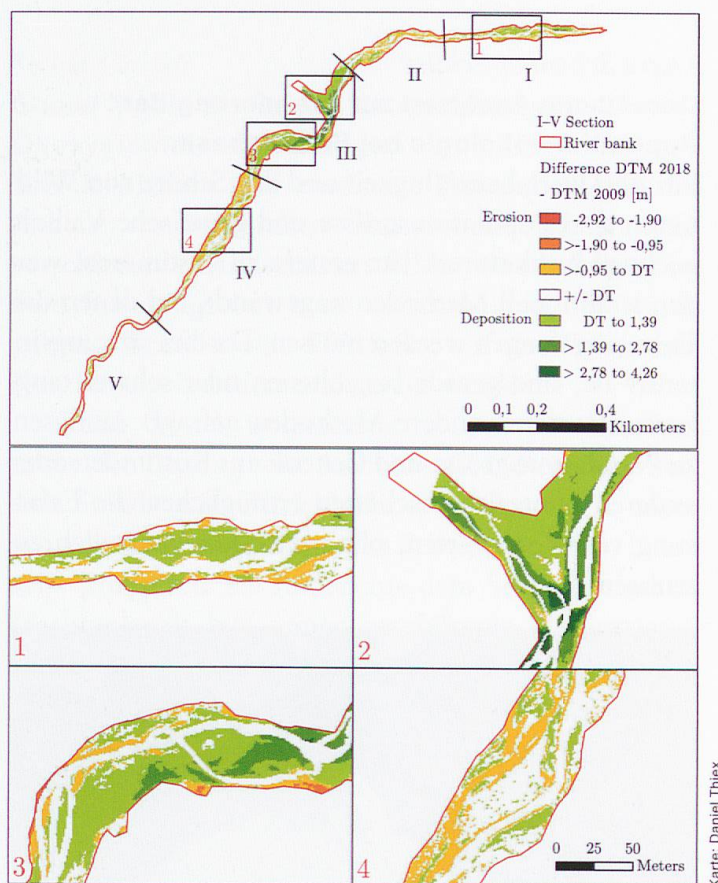 1
I
II
2
I–V Section
III
River bank
3
Difference DTM 2018
- DTM 2009 [m]
Erosion
-2,92 to -1,90
>-1,90 to -0,95
>-0,95 to DT
+/- DT
Deposition
DT to 1,39
> 1,39 to 2,78
> 2,78 to 4,26
4
IV
V
0 0,1 0,2 0,4
Kilometers
1
2
3
4
0 25 50
Meters
Karte: Daniel Thiex